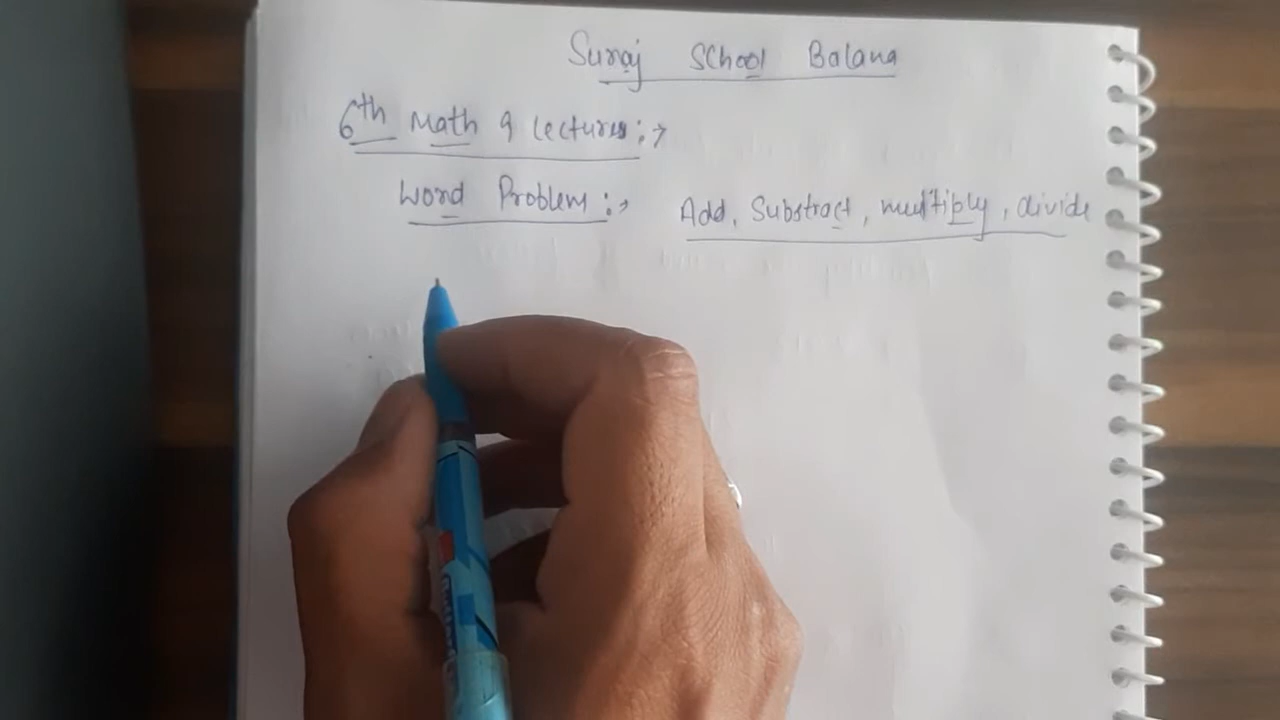 Suraj School Balana
6th Math 9 Lectures :→
Word Problem :→ Add, Substract, multiply, divide